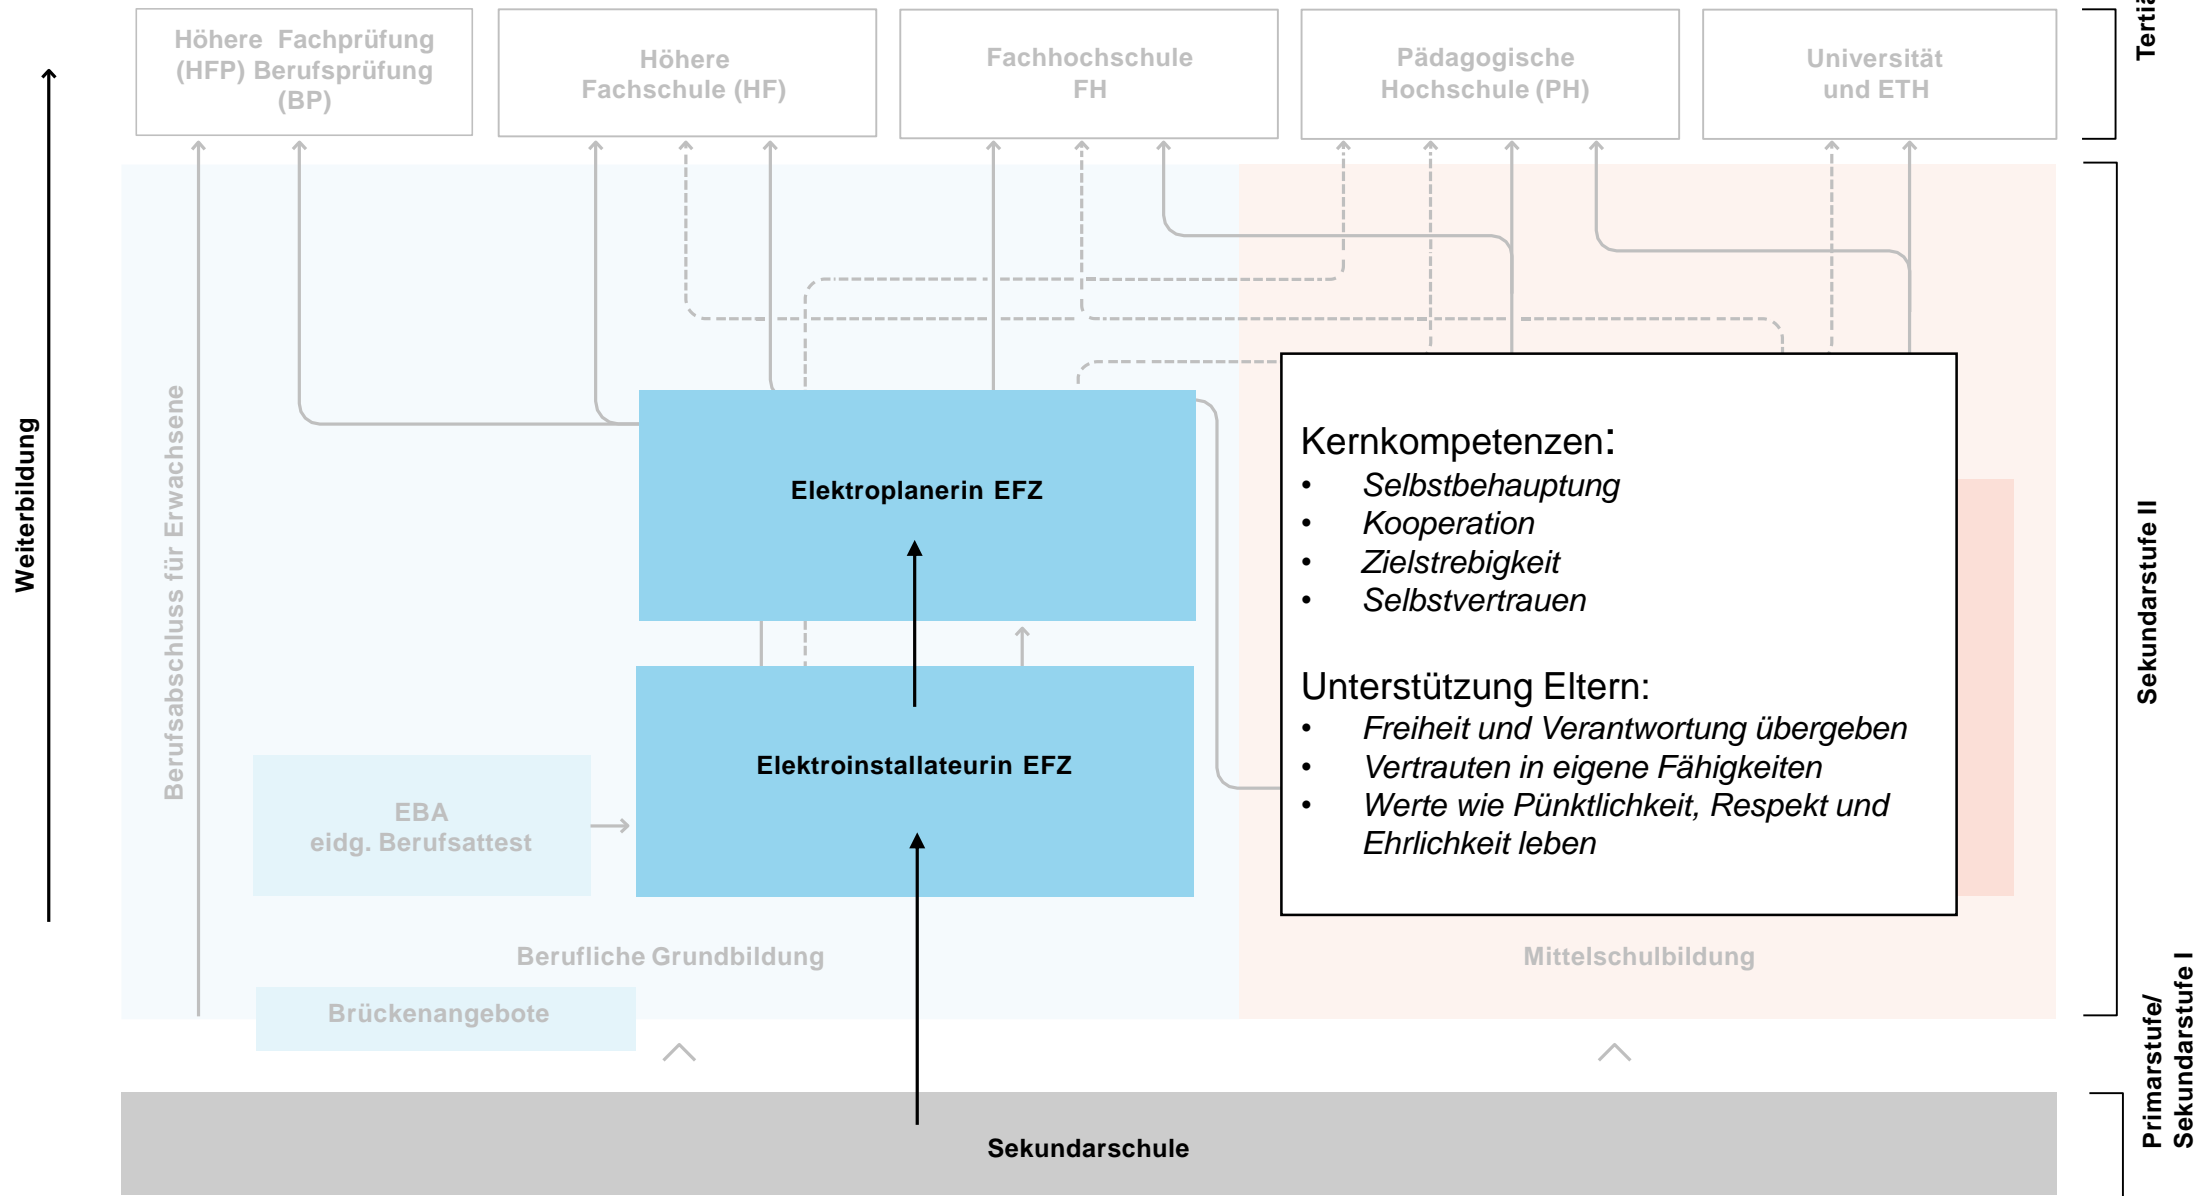 Höhere Fachprüfung
(HFP) Berufsprüfung
(BP)
Höhere
Fachschule (HF)
Fachhochschule
FH
Pädagogische
Hochschule (PH)
Universität
und ETH
Weiterbildung
Berufsabschluss für Erwachsene
Elektroplanerin EFZ
Elektroinstallateurin EFZ
EBA
eidg. Berufsattest
Kernkompetenzen:
• Selbstbehauptung
• Kooperation
• Zielstrebigkeit
• Selbstvertrauen
Unterstützung Eltern:
• Freiheit und Verantwortung übergeben
• Vertrauten in eigene Fähigkeiten
• Werte wie Pünktlichkeit, Respekt und
Ehrlichkeit leben
Sekundarstufe II
Berufliche Grundbildung
Mittelschulbildung
Brückenangebote
Primarstufe/
Sekundarstufe I
Sekundarschule